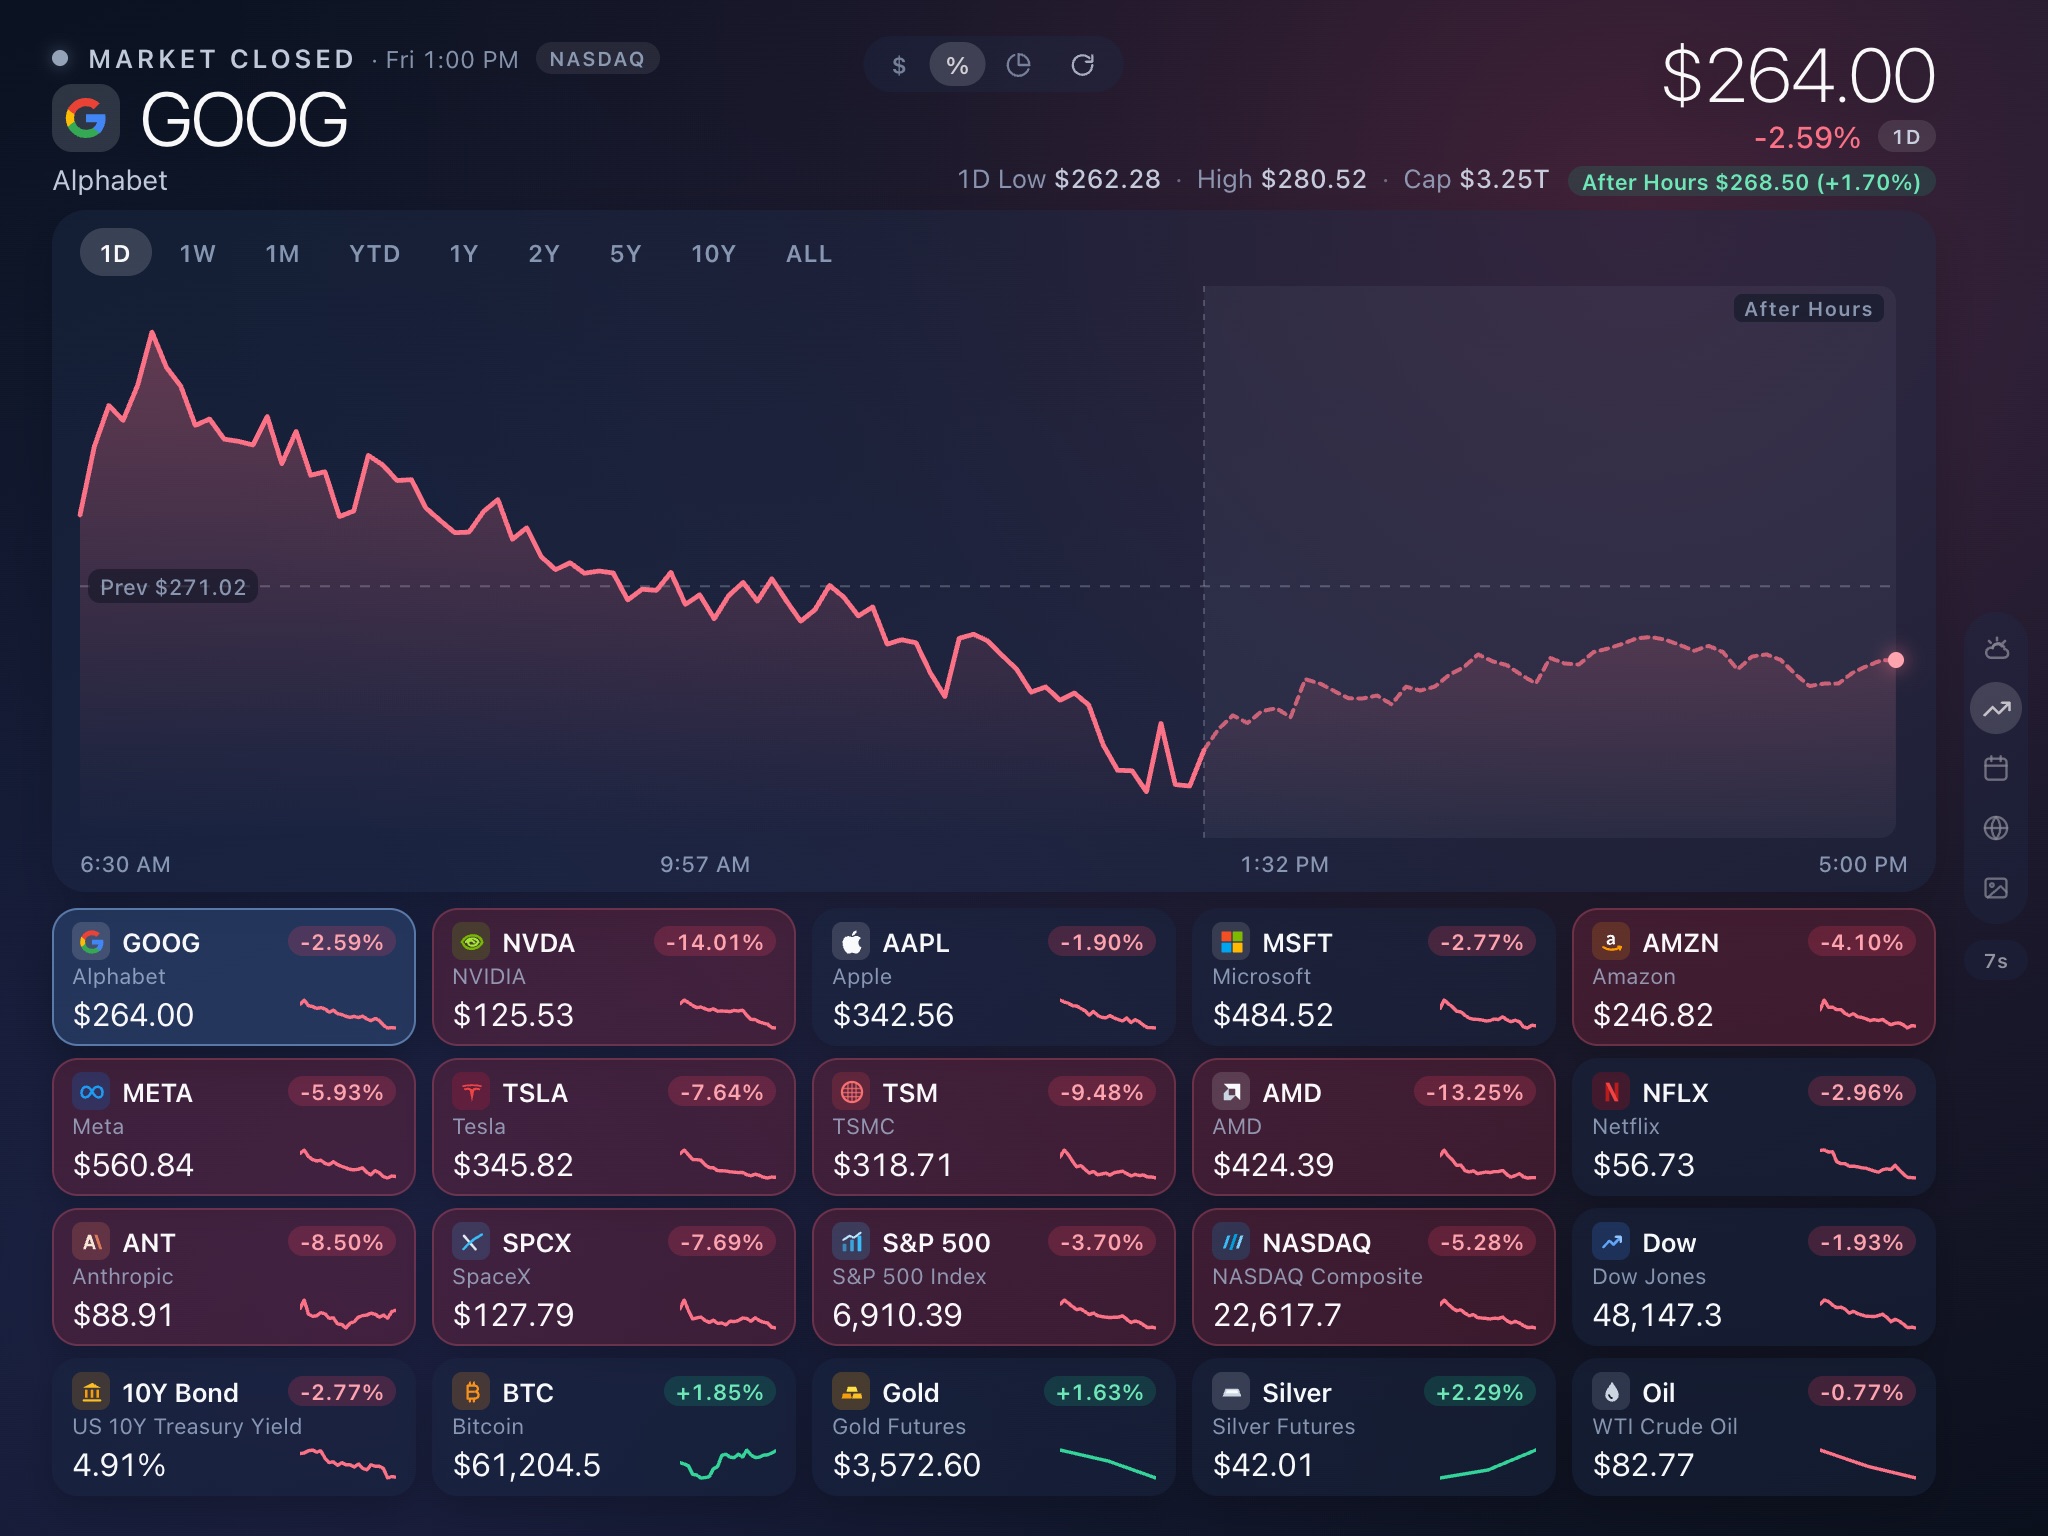 MARKET CLOSED · Fri 1:00 PM NASDAQ
$ %
$264.00
GOOG
-2.59% 1D
Alphabet
1D Low $262.28 · High $280.52 · Cap $3.25T After Hours $268.50 (+1.70%)
1D 1W 1M YTD 1Y 2Y 5Y 10Y ALL
After Hours
Prev $271.02
6:30 AM 9:57 AM 1:32 PM 5:00 PM
7s
GOOG -2.59%
Alphabet
$264.00
NVDA -14.01%
NVIDIA
$125.53
AAPL -1.90%
Apple
$342.56
MSFT -2.77%
Microsoft
$484.52
AMZN -4.10%
Amazon
$246.82
META -5.93%
Meta
$560.84
TSLA -7.64%
Tesla
$345.82
TSM -9.48%
TSMC
$318.71
AMD -13.25%
AMD
$424.39
NFLX -2.96%
Netflix
$56.73
ANT -8.50%
Anthropic
$88.91
SPCX -7.69%
SpaceX
$127.79
S&P 500 -3.70%
S&P 500 Index
6,910.39
NASDAQ -5.28%
NASDAQ Composite
22,617.7
Dow -1.93%
Dow Jones
48,147.3
10Y Bond -2.77%
US 10Y Treasury Yield
4.91%
BTC +1.85%
Bitcoin
$61,204.5
Gold +1.63%
Gold Futures
$3,572.60
Silver +2.29%
Silver Futures
$42.01
Oil -0.77%
WTI Crude Oil
$82.77